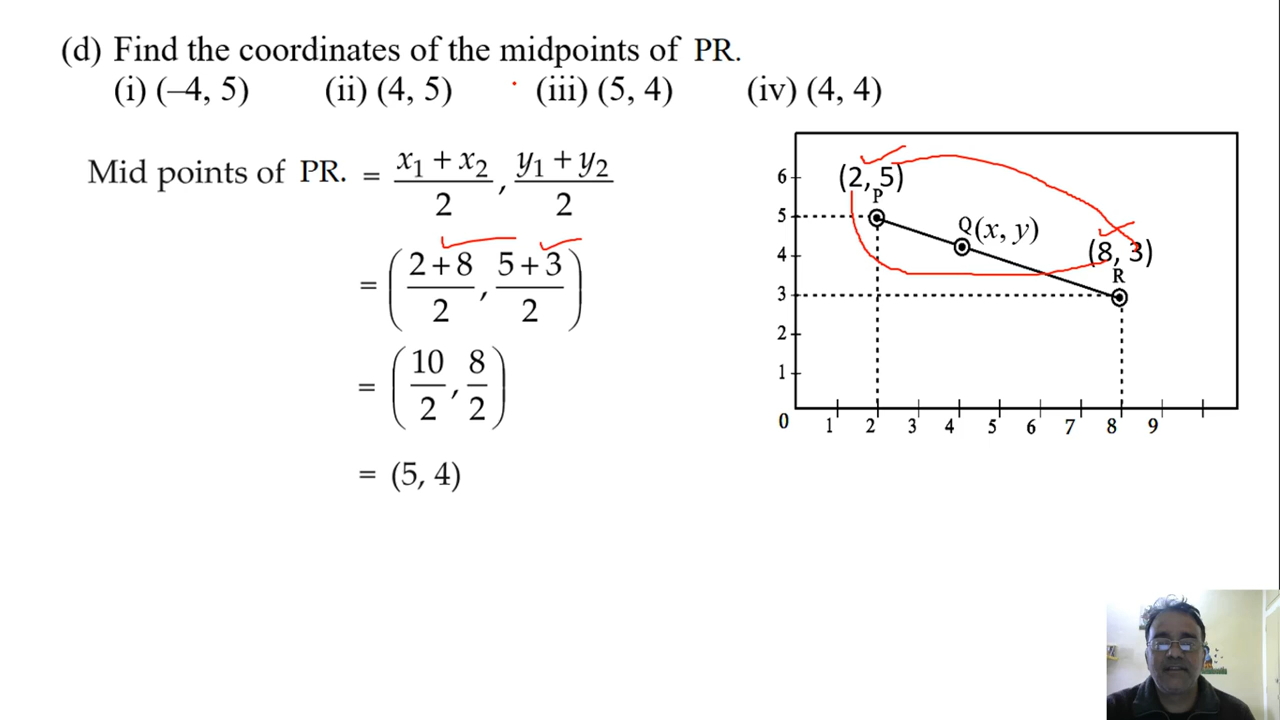 (d) Find the coordinates of the midpoints of PR.
(i) (–4, 5) (ii) (4, 5) (iii) (5, 4) (iv) (4, 4)
Mid points of PR. = x₁ + x₂ / 2 , y₁ + y₂ / 2
= ( 2 + 8 / 2 , 5 + 3 / 2 )
= ( 10 / 2 , 8 / 2 )
= (5, 4)
(2, 5)
P
Q(x, y)
(8, 3)
R
6
5
4
3
2
1
0 1 2 3 4 5 6 7 8 9